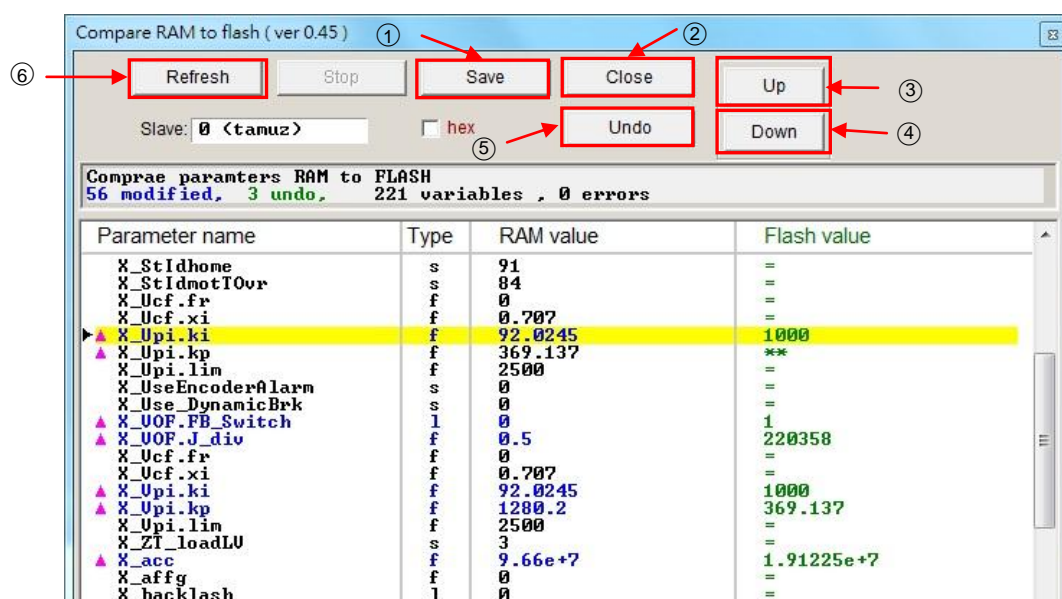 Compare RAM to flash ( ver 0.45 )
① ②
⑥ Refresh Stop Save Close Up ③
Slave: 0 (tamuz) hex ⑤ Undo Down ④
Comprae paramters RAM to FLASH
56 modified, 3 undo, 221 variables , 0 errors
Parameter name Type RAM value Flash value
X_StIdhome s 91 =
X_StIdmotTOvr s 84 =
X_Ucf.fr f 0 =
X_Ucf.xi f 0.707 =
X_Upi.ki f 92.0245 1000
X_Upi.kp f 369.137 **
X_Upi.lim f 2500 =
X_UseEncoderAlarm s 0 =
X_Use_DynamicBrk s 0 =
X_VOF.FB_Switch l 0 1
X_VOF.J_div f 0.5 220358
X_Vcf.fr f 0 =
X_Vcf.xi f 0.707 =
X_Vpi.ki f 92.0245 1000
X_Vpi.kp f 1280.2 369.137
X_Vpi.lim f 2500 =
X_ZT_loadLV s 3 =
X_acc f 9.66e+7 1.91225e+7
X_affg f 0 =
X_backlash l 0 =